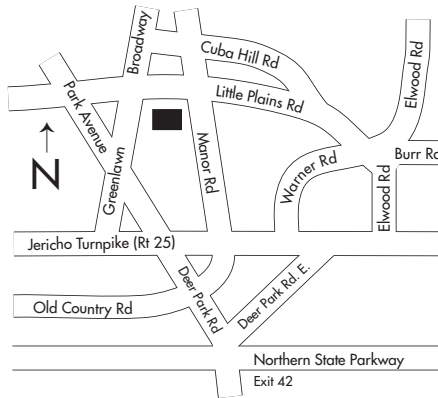 Broadway
Cuba Hill Rd
Elwood Rd
Park Avenue
Little Plains Rd
N
Greenlawn
Manor Rd
Warner Rd
Burr Rd
Elwood Rd
Jericho Turnpike (Rt 25)
Deer Park Rd
Deer Park Rd. E.
Old Country Rd
Northern State Parkway
Exit 42